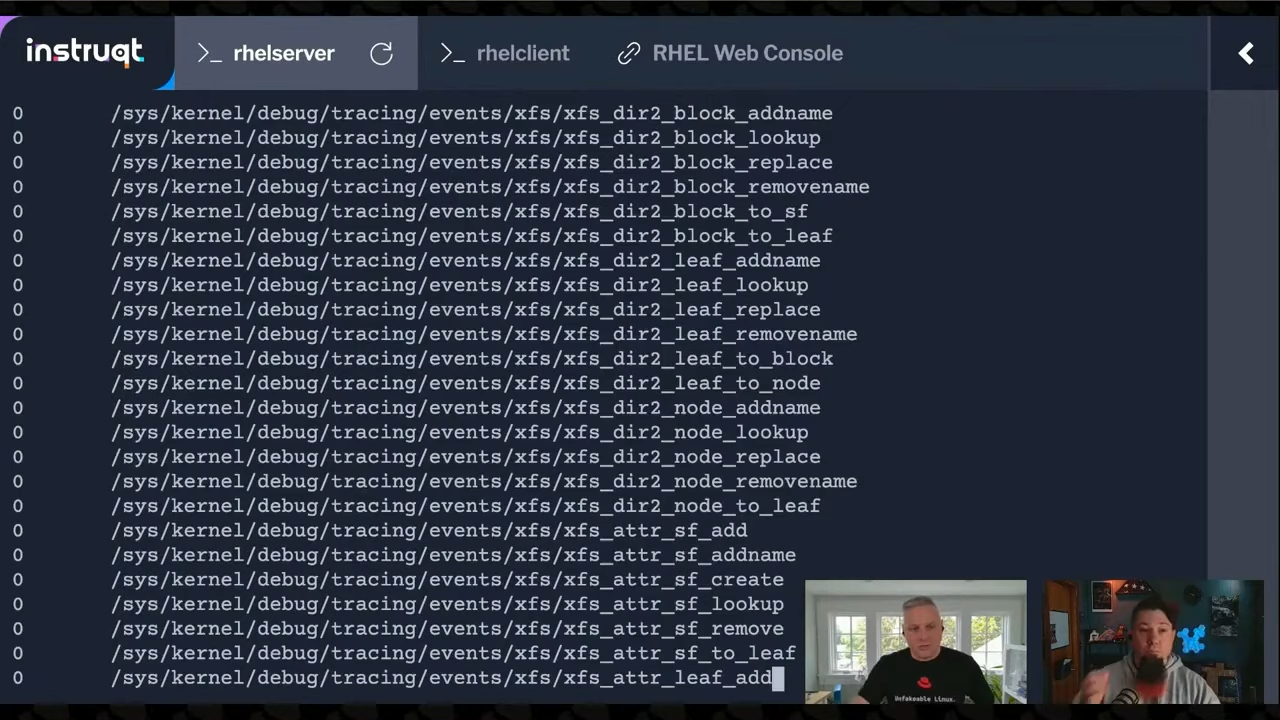 instruqt
>_ rhelserver
>_ rhelclient
RHEL Web Console
0 /sys/kernel/debug/tracing/events/xfs/xfs_dir2_block_addname
0 /sys/kernel/debug/tracing/events/xfs/xfs_dir2_block_lookup
0 /sys/kernel/debug/tracing/events/xfs/xfs_dir2_block_replace
0 /sys/kernel/debug/tracing/events/xfs/xfs_dir2_block_removename
0 /sys/kernel/debug/tracing/events/xfs/xfs_dir2_block_to_sf
0 /sys/kernel/debug/tracing/events/xfs/xfs_dir2_block_to_leaf
0 /sys/kernel/debug/tracing/events/xfs/xfs_dir2_leaf_addname
0 /sys/kernel/debug/tracing/events/xfs/xfs_dir2_leaf_lookup
0 /sys/kernel/debug/tracing/events/xfs/xfs_dir2_leaf_replace
0 /sys/kernel/debug/tracing/events/xfs/xfs_dir2_leaf_removename
0 /sys/kernel/debug/tracing/events/xfs/xfs_dir2_leaf_to_block
0 /sys/kernel/debug/tracing/events/xfs/xfs_dir2_leaf_to_node
0 /sys/kernel/debug/tracing/events/xfs/xfs_dir2_node_addname
0 /sys/kernel/debug/tracing/events/xfs/xfs_dir2_node_lookup
0 /sys/kernel/debug/tracing/events/xfs/xfs_dir2_node_replace
0 /sys/kernel/debug/tracing/events/xfs/xfs_dir2_node_removename
0 /sys/kernel/debug/tracing/events/xfs/xfs_dir2_node_to_leaf
0 /sys/kernel/debug/tracing/events/xfs/xfs_attr_sf_add
0 /sys/kernel/debug/tracing/events/xfs/xfs_attr_sf_addname
0 /sys/kernel/debug/tracing/events/xfs/xfs_attr_sf_create
0 /sys/kernel/debug/tracing/events/xfs/xfs_attr_sf_lookup
0 /sys/kernel/debug/tracing/events/xfs/xfs_attr_sf_remove
0 /sys/kernel/debug/tracing/events/xfs/xfs_attr_sf_to_leaf
0 /sys/kernel/debug/tracing/events/xfs/xfs_attr_leaf_add
Unfakeable Linux.